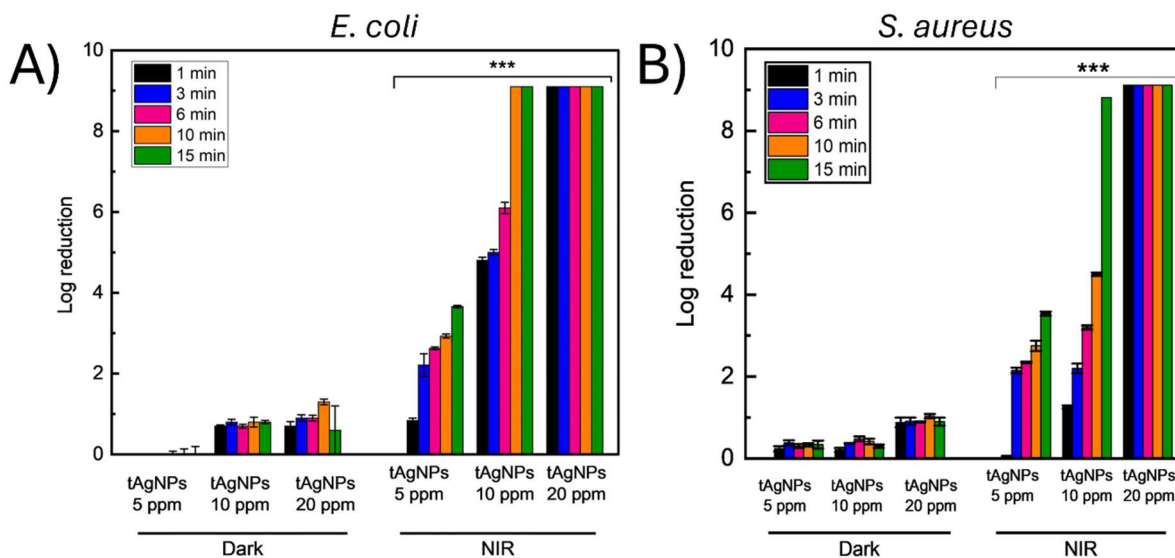 A)
E. coli
10
8
6
4
2
0
Log reduction
1 min
3 min
6 min
10 min
15 min
***
tAgNPs
5 ppm
tAgNPs
10 ppm
tAgNPs
20 ppm
tAgNPs
5 ppm
tAgNPs
10 ppm
tAgNPs
20 ppm
Dark
NIR
B)
S. aureus
10
8
6
4
2
0
Log reduction
1 min
3 min
6 min
10 min
15 min
***
tAgNPs
5 ppm
tAgNPs
10 ppm
tAgNPs
20 ppm
tAgNPs
5 ppm
tAgNPs
10 ppm
tAgNPs
20 ppm
Dark
NIR